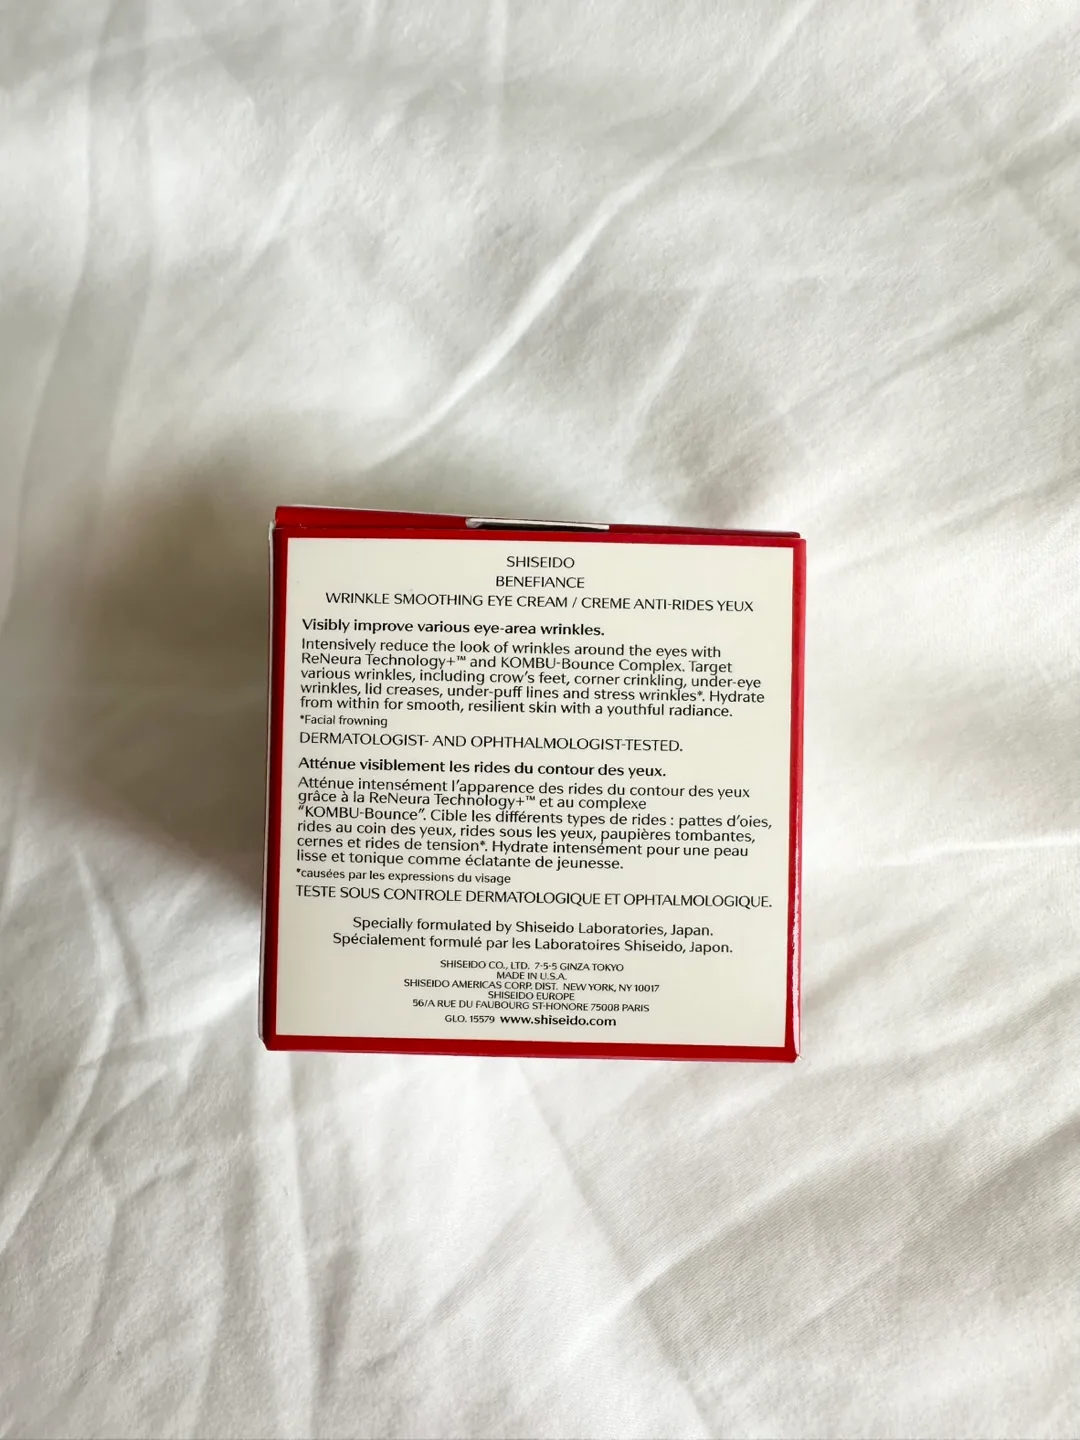 SHISEIDO
BENEFIANCE
WRINKLE SMOOTHING EYE CREAM / CREME ANTI-RIDES YEUX
Visibly improve various eye-area wrinkles.
Intensively reduce the look of wrinkles around the eyes with
ReNeura Technology+™ and KOMBU-Bounce Complex. Target
various wrinkles, including crow's feet, corner crinkling, under-eye
wrinkles, lid creases, under-puff lines and stress wrinkles*. Hydrate
from within for smooth, resilient skin with a youthful radiance.
*Facial frowning
DERMATOLOGIST- AND OPHTHALMOLOGIST-TESTED.
Atténue visiblement les rides du contour des yeux.
Atténue intensément l'apparence des rides du contour des yeux
grâce à la ReNeura Technology+™ et au complexe
"KOMBU-Bounce". Cible les différents types de rides : pattes d'oies,
rides au coin des yeux, rides sous les yeux, paupières tombantes,
cernes et rides de tension*. Hydrate intensément pour une peau
lisse et tonique comme éclatante de jeunesse.
*causées par les expressions du visage
TESTE SOUS CONTROLE DERMATOLOGIQUE ET OPHTALMOLOGIQUE.
Specially formulated by Shiseido Laboratories, Japan.
Spécialement formulé par les Laboratoires Shiseido, Japon.
SHISEIDO CO., LTD. 7-5-5 GINZA TOKYO
MADE IN U.S.A.
SHISEIDO AMERICAS CORP. DIST. NEW YORK, NY 10017
SHISEIDO EUROPE
56/A RUE DU FAUBOURG ST-HONORE 75008 PARIS
GLO. 15579 www.shiseido.com